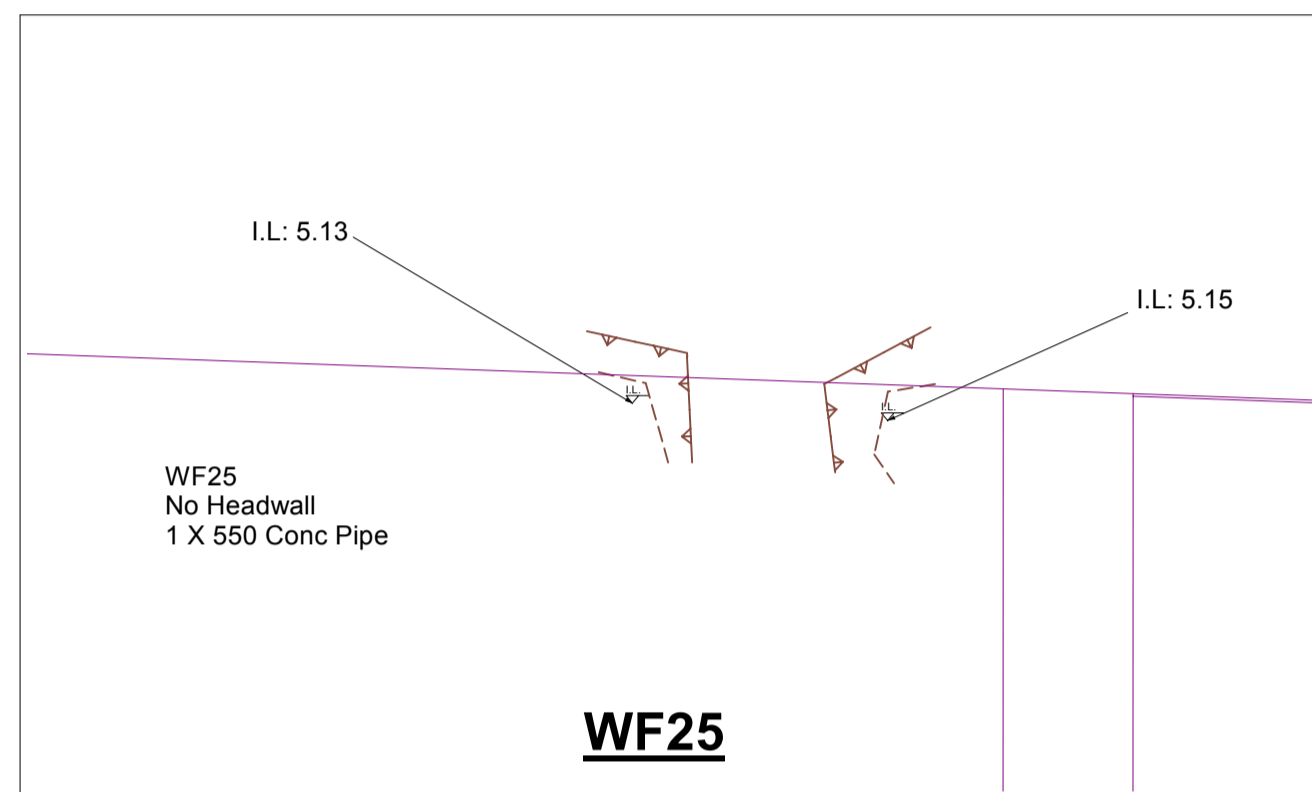 I.L: 5.13
I.L: 5.15
I.L.
I.L.
WF25
No Headwall
1 X 550 Conc Pipe
WF25